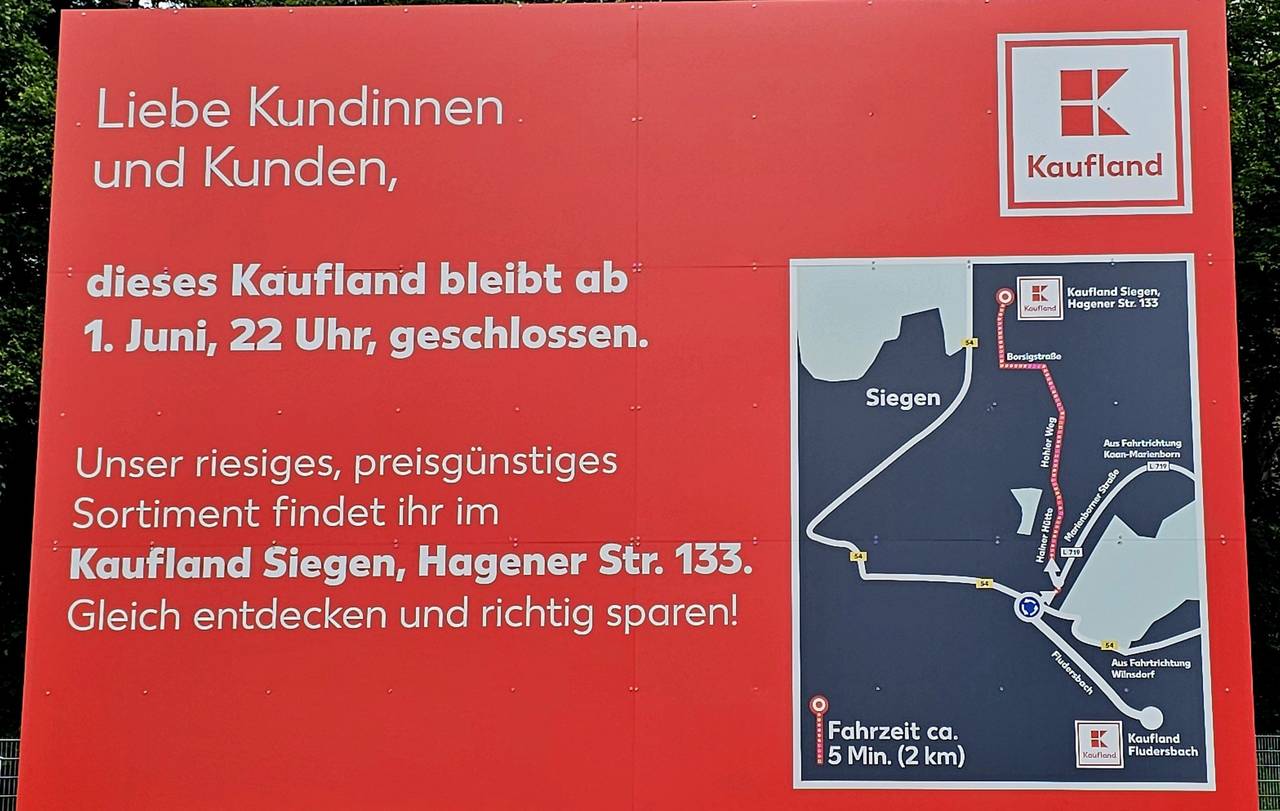 Liebe Kundinnen
und Kunden,
dieses Kaufland bleibt ab
1. Juni, 22 Uhr, geschlossen.
Unser riesiges, preisgünstiges
Sortiment findet ihr im
Kaufland Siegen, Hagener Str. 133.
Gleich entdecken und richtig sparen!
Kaufland
Kaufland
Kaufland Siegen,
Hagener Str. 133
54
Borsigstraße
Siegen
Hohler Weg
Aus Fahrtrichtung
Kaan-Marienborn
L 719
Marienborner Straße
Hainer Hütte
L 719
54
54
54
Aus Fahrtrichtung
Wilnsdorf
Fludersbach
Fahrzeit ca.
5 Min. (2 km)
Kaufland
Kaufland
Fludersbach